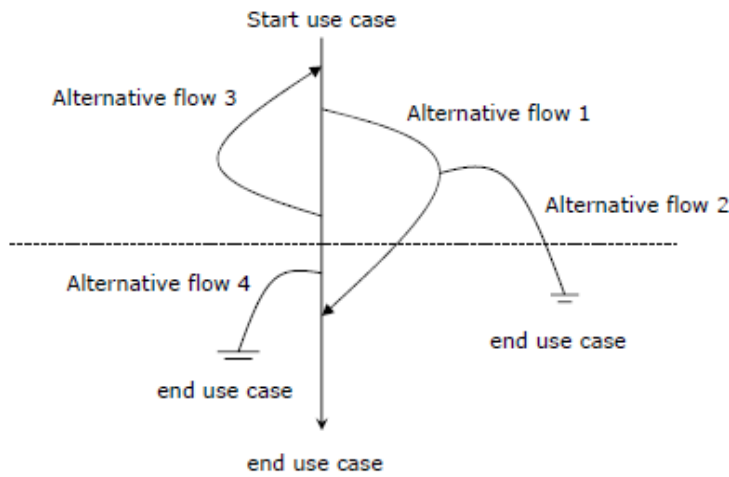 Start use case
Alternative flow 3
Alternative flow 1
Alternative flow 2
Alternative flow 4
end use case
end use case
end use case